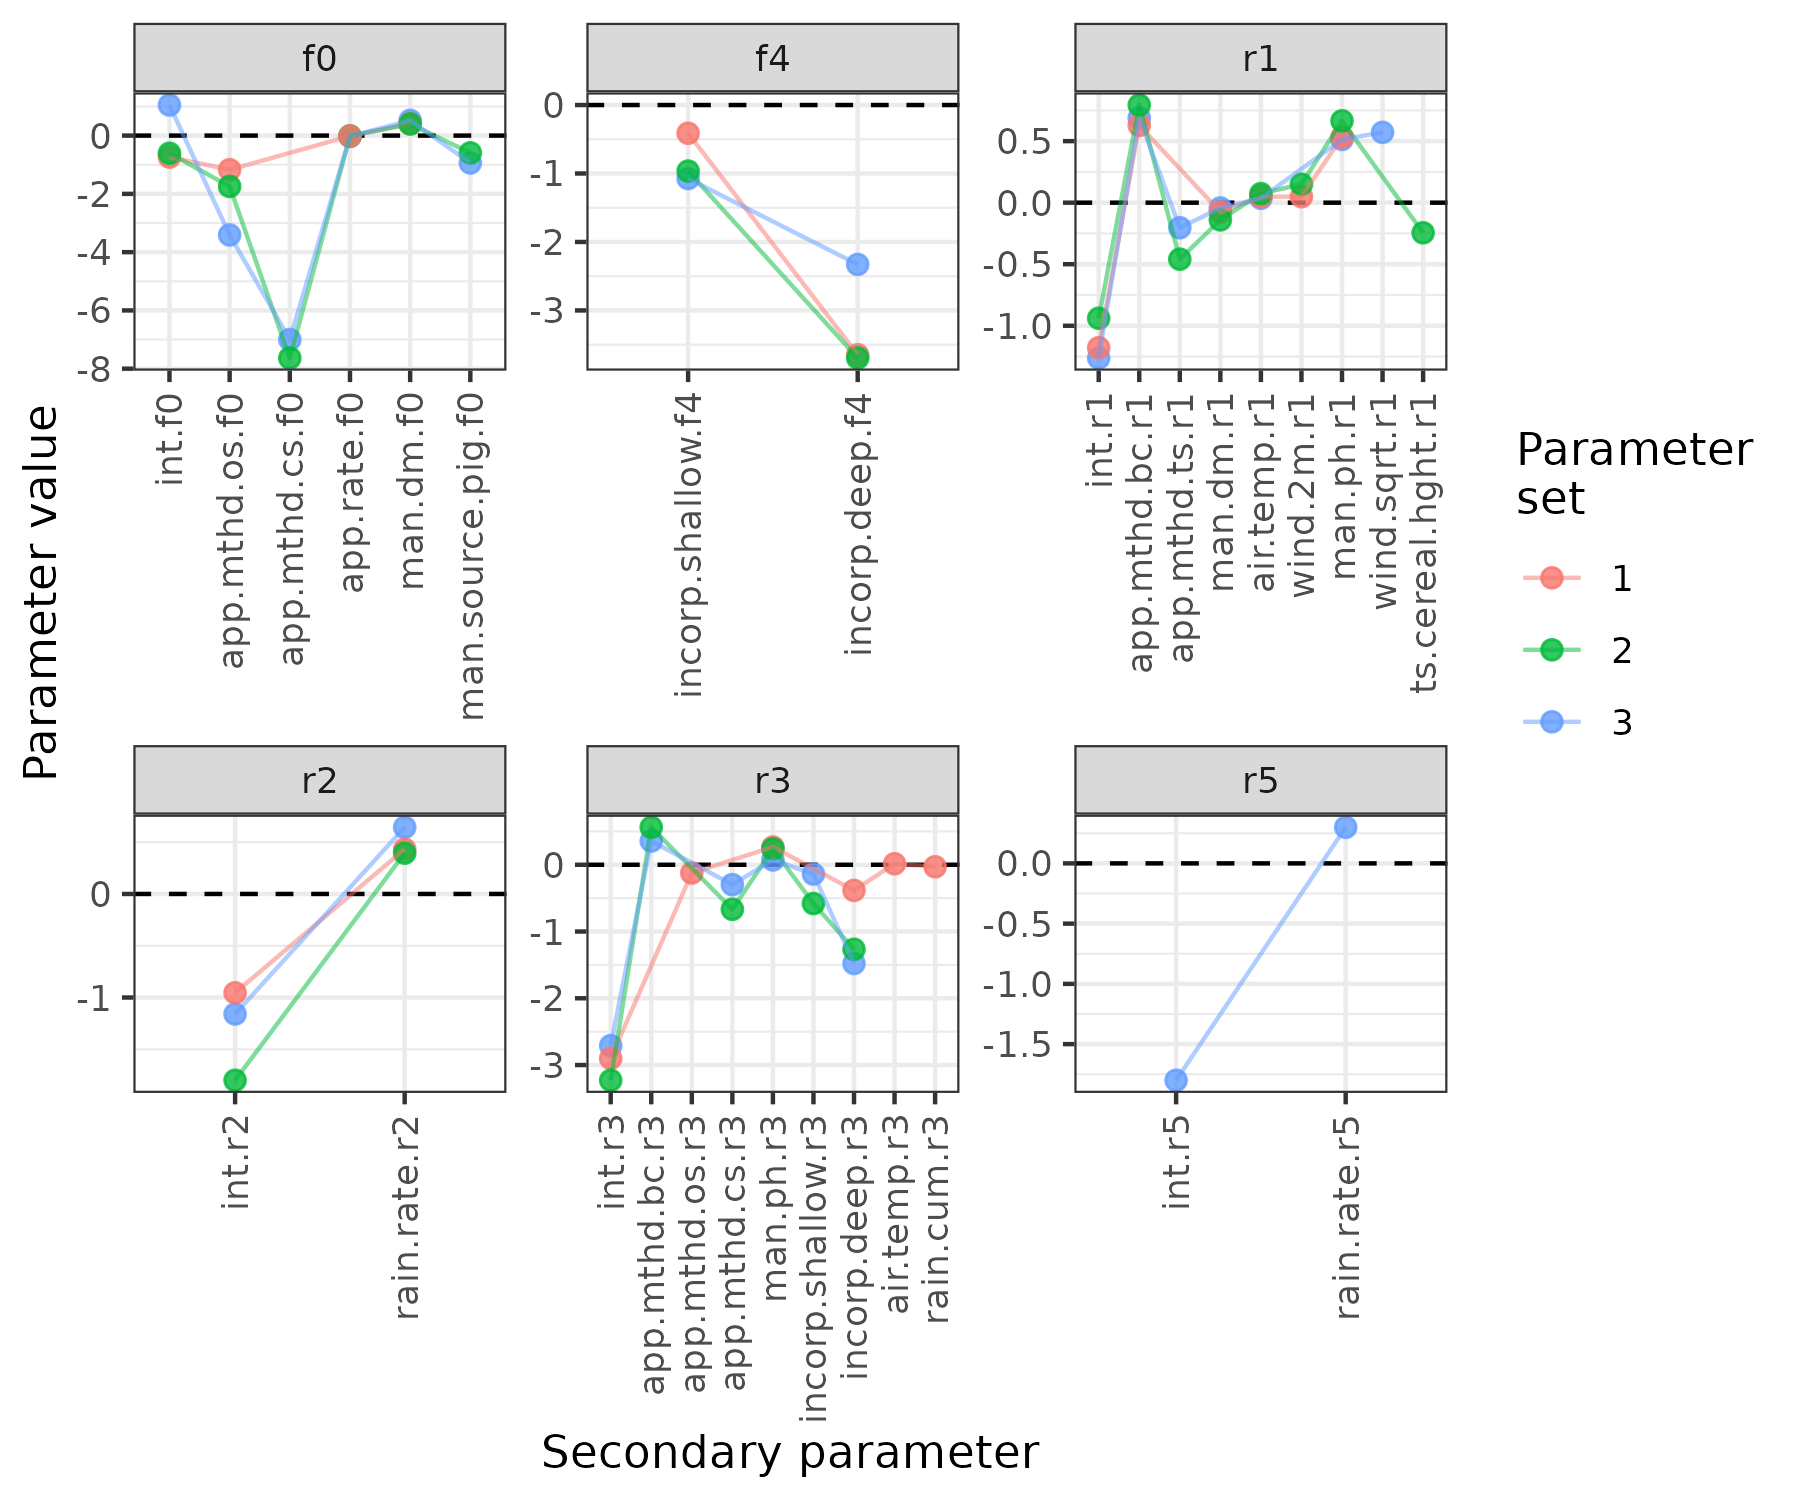 f0
f4
r1
0
-2
-4
-6
-8
0
-1
-2
-3
0.5
0.0
-0.5
-1.0
int.f0
app.mthd.os.f0
app.mthd.cs.f0
app.rate.f0
man.dm.f0
man.source.pig.f0
incorp.shallow.f4
incorp.deep.f4
int.r1
app.mthd.bc.r1
app.mthd.ts.r1
man.dm.r1
air.temp.r1
wind.2m.r1
man.ph.r1
wind.sqrt.r1
ts.cereal.hght.r1
Parameter value
Parameter
set
1
2
3
r2
r3
r5
0
-1
0
-1
-2
-3
0.0
-0.5
-1.0
-1.5
int.r2
rain.rate.r2
int.r3
app.mthd.bc.r3
app.mthd.os.r3
app.mthd.cs.r3
man.ph.r3
incorp.shallow.r3
incorp.deep.r3
air.temp.r3
rain.cum.r3
int.r5
rain.rate.r5
Secondary parameter